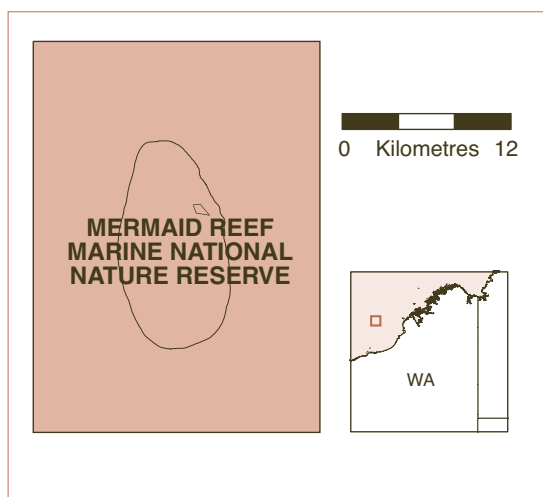 MERMAID REEF
MARINE NATIONAL
NATURE RESERVE
0 Kilometres 12
WA